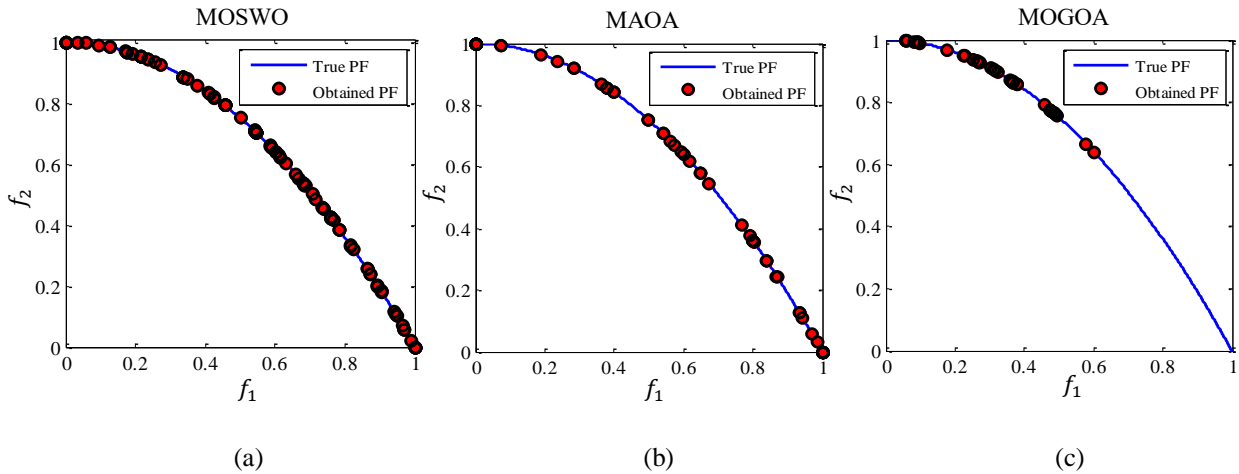 MOSWO
1
0.8
0.6
0.4
0.2
0
f₂
0 0.2 0.4 0.6 0.8 1
f₁
True PF
Obtained PF
(a)
MAOA
1
0.8
0.6
0.4
0.2
0
f₂
0 0.2 0.4 0.6 0.8 1
f₁
True PF
Obtained PF
(b)
MOGOA
1
0.8
0.6
0.4
0.2
0
f₂
0 0.2 0.4 0.6 0.8 1
f₁
True PF
Obtained PF
(c)